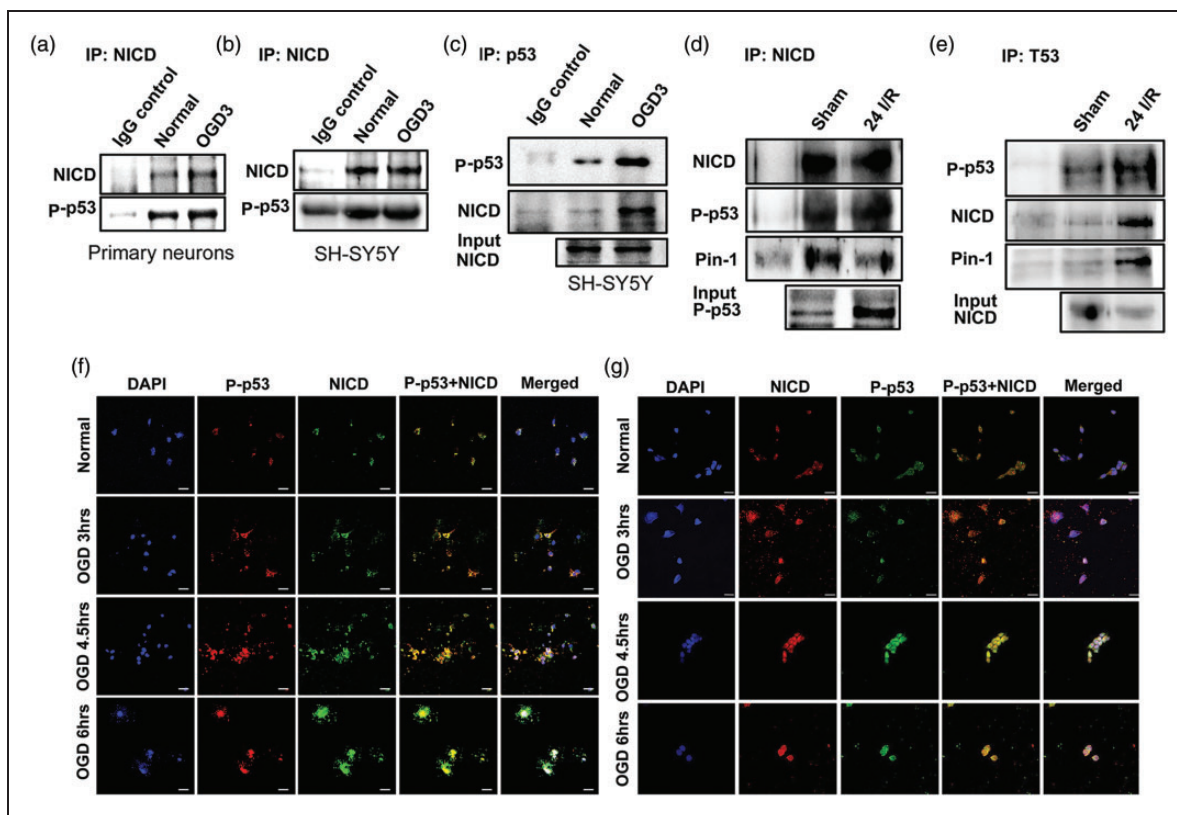 (a)
IP: NICD
IgG control
Normal
OGD3
NICD
P-p53
Primary neurons
(b)
IP: NICD
IgG control
Normal
OGD3
NICD
P-p53
SH-SY5Y
(c)
IP: p53
IgG control
Normal
OGD3
P-p53
NICD
Input
NICD
SH-SY5Y
(d)
IP: NICD
Sham
24 I/R
NICD
P-p53
Pin-1
Input
P-p53
(e)
IP: T53
Sham
24 I/R
P-p53
NICD
Pin-1
Input
NICD
(f)
DAPI P-p53 NICD P-p53+NICD Merged
Normal
OGD 3hrs
OGD 4.5hrs
OGD 6hrs
(g)
DAPI NICD P-p53 P-p53+NICD Merged
Normal
OGD 3hrs
OGD 4.5hrs
OGD 6hrs